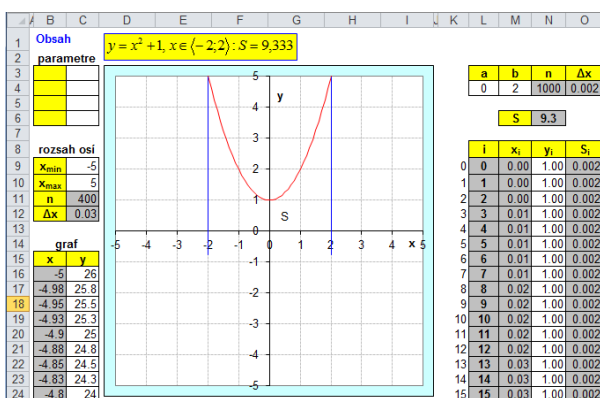 A B C D E F G H I J K L M N O
1 Obsah y = x² +1, x ∈ ⟨− 2;2⟩ : S = 9,333
2 parametre
3 a b n Δx
4 0 2 1000 0.002
5
6 S 9.3
7
8 rozsah osí i xᵢ yᵢ Sᵢ
9 xmin -5 0 0 0.00 1.00 0.002
10 xmax 5 1 1 0.00 1.00 0.002
11 n 400 2 2 0.00 1.00 0.002
12 Δx 0.03 3 3 0.01 1.00 0.002
13 4 4 0.01 1.00 0.002
14 graf 5 5 0.01 1.00 0.002
15 x y 6 6 0.01 1.00 0.002
16 -5 26 7 7 0.01 1.00 0.002
17 -4.98 25.8 8 8 0.02 1.00 0.002
18 -4.95 25.5 9 9 0.02 1.00 0.002
19 -4.93 25.3 10 10 0.02 1.00 0.002
20 -4.9 25 11 11 0.02 1.00 0.002
21 -4.88 24.8 12 12 0.02 1.00 0.002
22 -4.85 24.5 13 13 0.03 1.00 0.002
23 -4.83 24.3 14 14 0.03 1.00 0.002
24 -4.8 24 15 15 0.03 1.00 0.002
5
y
4
3
2
1
S
0
-5 -4 -3 -2 -1 0 1 2 3 4 x 5
-1
-2
-3
-4
-5